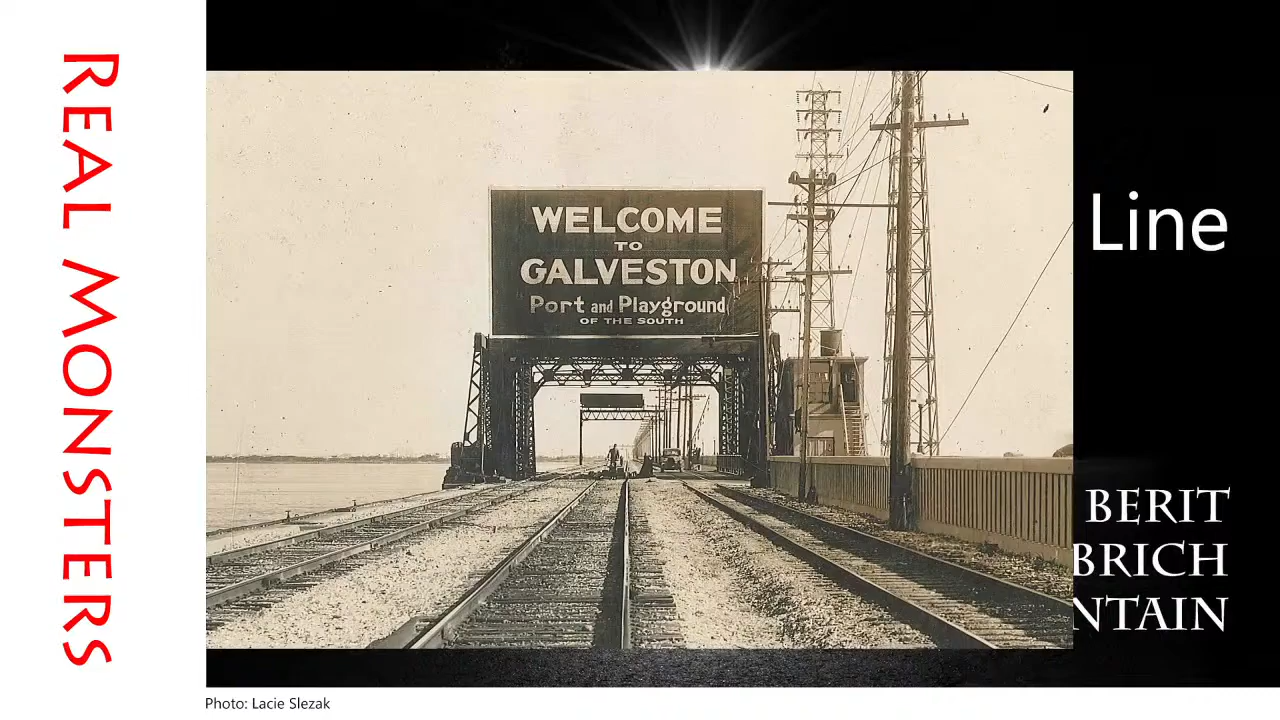 REAL MONSTERS
WELCOME
TO
GALVESTON
Port and Playground
OF THE SOUTH
Line
BERIT
BRICH
NTAIN
Photo: Lacie Slezak